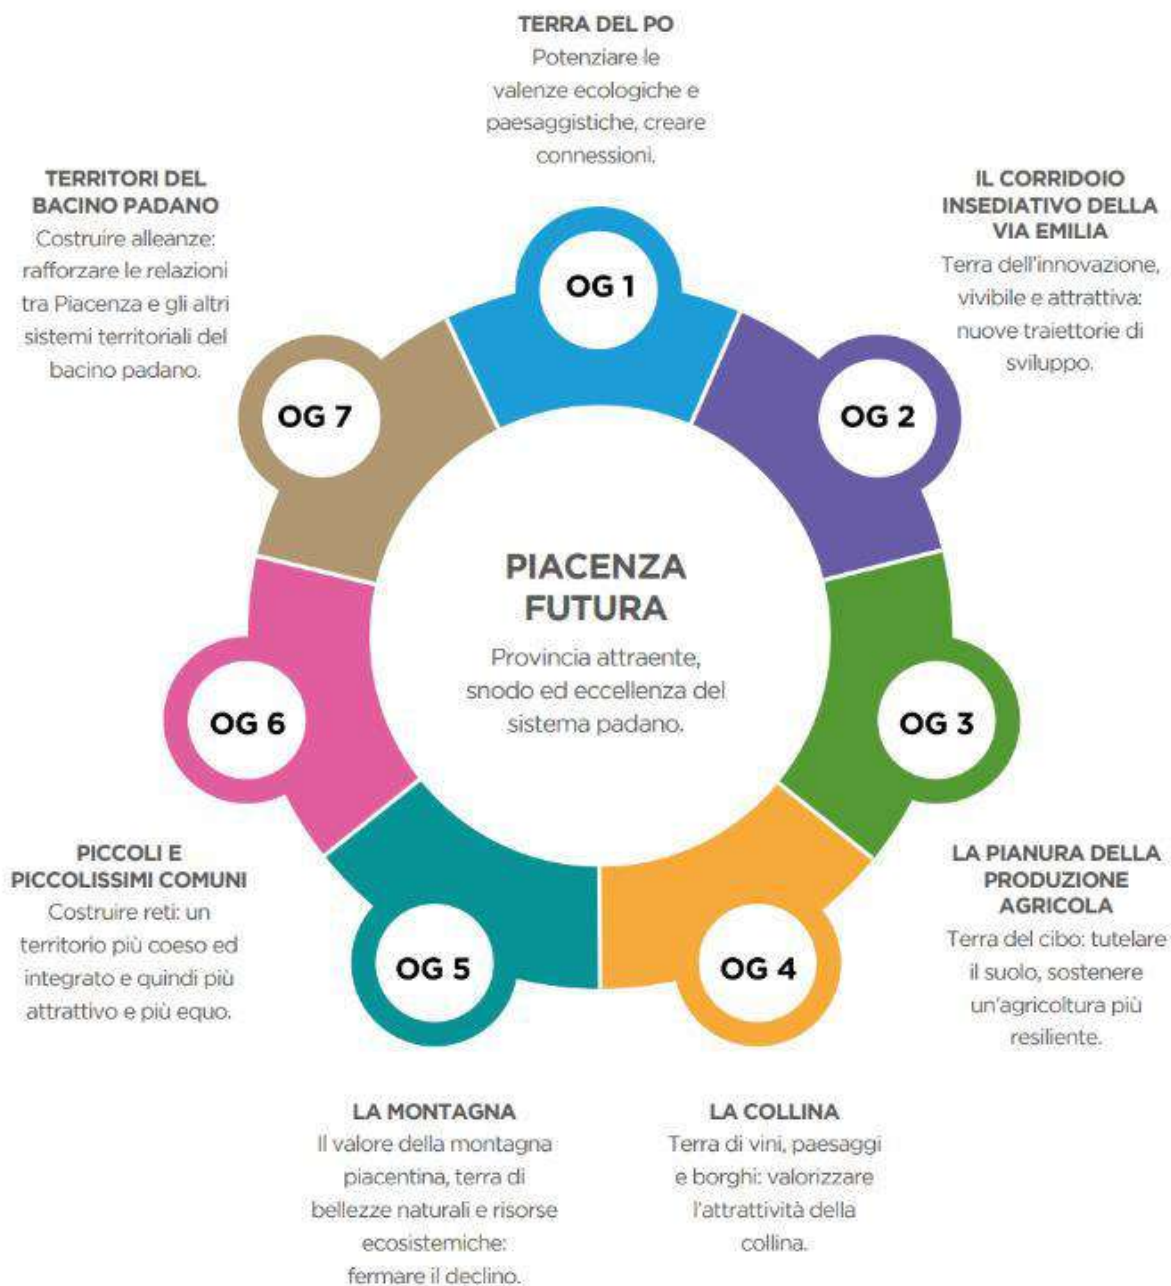 TERRA DEL PO
Potenziare le
valenze ecologiche e
paesaggistiche, creare
connessioni.
TERRITORI DEL
BACINO PADANO
Costruire alleanze:
rafforzare le relazioni
tra Piacenza e gli altri
sistemi territoriali del
bacino padano.
IL CORRIDOIO
INSEDIATIVO DELLA
VIA EMILIA
Terra dell'innovazione,
vivibile e attrattiva:
nuove traiettorie di
sviluppo.
OG 1
OG 7
OG 2
PIACENZA
FUTURA
Provincia attraente,
snodo ed eccellenza del
sistema padano.
OG 6
OG 3
OG 5
OG 4
PICCOLI E
PICCOLISSIMI COMUNI
Costruire reti: un
territorio più coeso ed
integrato e quindi più
attrattivo e più equo.
LA PIANURA DELLA
PRODUZIONE
AGRICOLA
Terra del cibo: tutelare
il suolo, sostenere
un'agricoltura più
resiliente.
LA MONTAGNA
Il valore della montagna
piacentina, terra di
bellezze naturali e risorse
ecosistemiche:
fermare il declino.
LA COLLINA
Terra di vini, paesaggi
e borghi: valorizzare
l'attrattività della
collina.